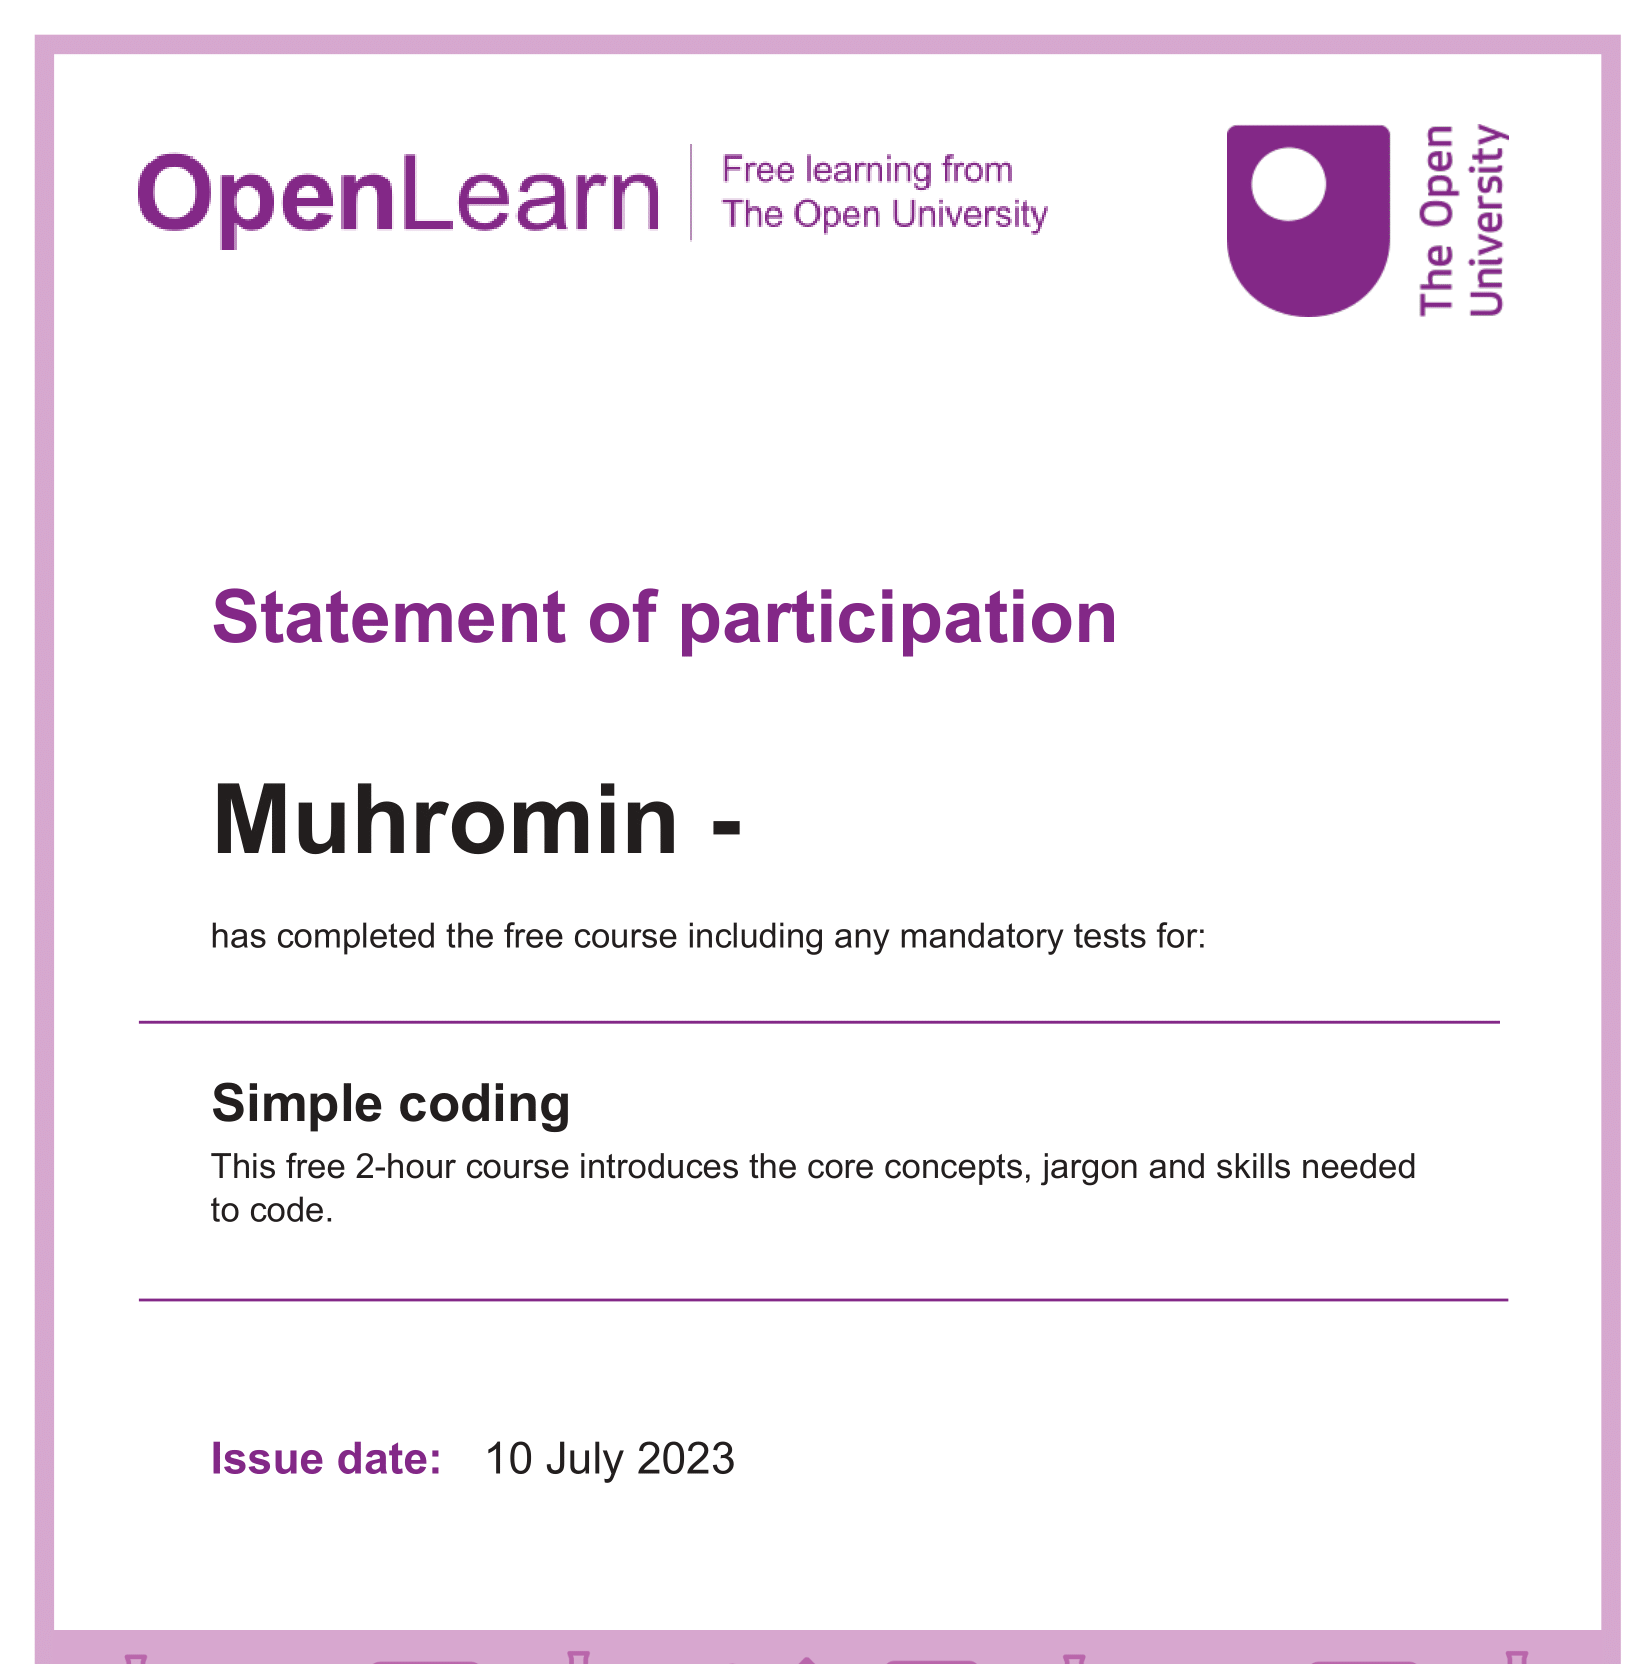 OpenLearn
Free learning from
The Open University
The Open
University
Statement of participation
Muhromin -
has completed the free course including any mandatory tests for:
Simple coding
This free 2-hour course introduces the core concepts, jargon and skills needed
to code.
Issue date: 10 July 2023